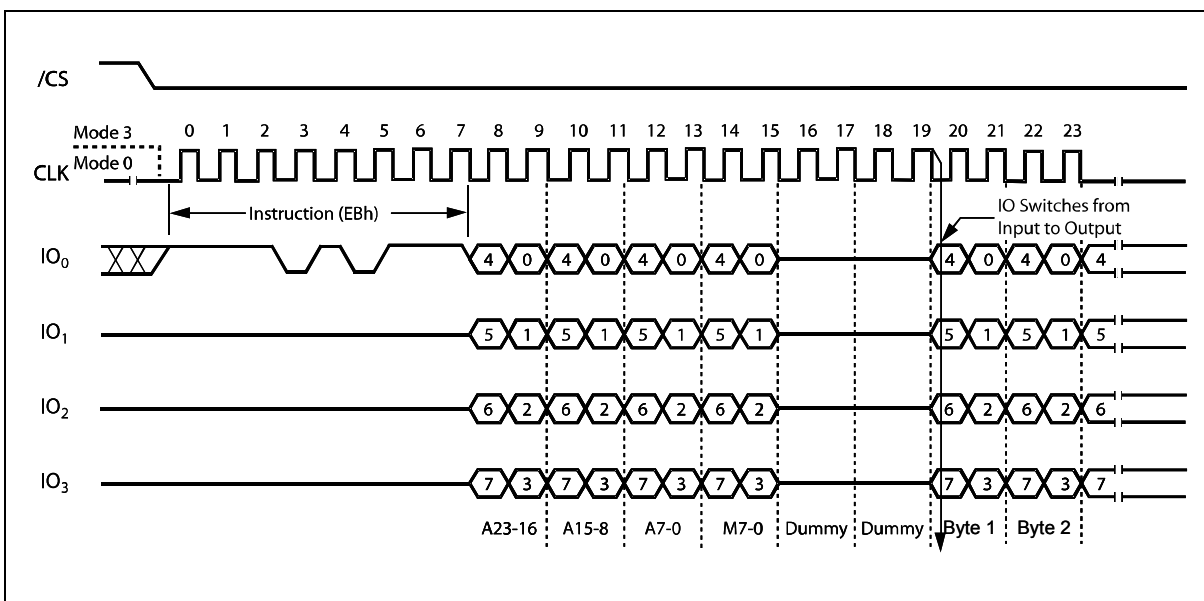 /CS
Mode 3
0 1 2 3 4 5 6 7 8 9 10 11 12 13 14 15 16 17 18 19 20 21 22 23
Mode 0
CLK
Instruction (EBh)
IO Switches from
Input to Output
IO₀ 4 0 4 0 4 0 4 0 4 0 4 0 4
IO₁ 5 1 5 1 5 1 5 1 5 1 5 1 5
IO₂ 6 2 6 2 6 2 6 2 6 2 6 2 6
IO₃ 7 3 7 3 7 3 7 3 7 3 7 3 7
A23-16 A15-8 A7-0 M7-0 Dummy Dummy Byte 1 Byte 2